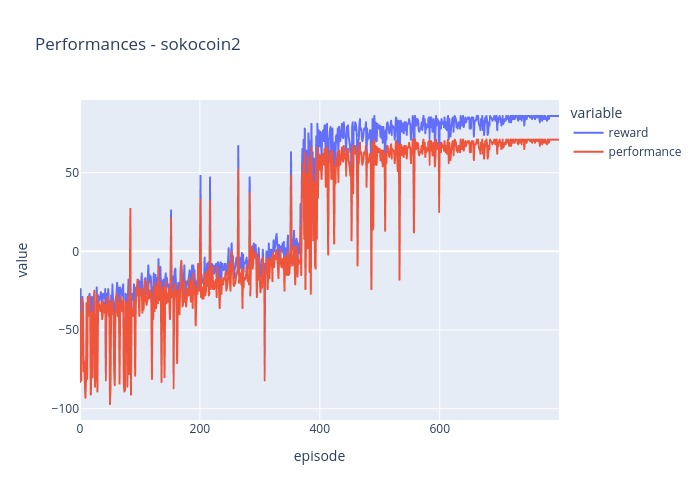 Performances - sokocoin2
variable
reward
performance
50
0
−50
−100
value
0
200
400
600
episode